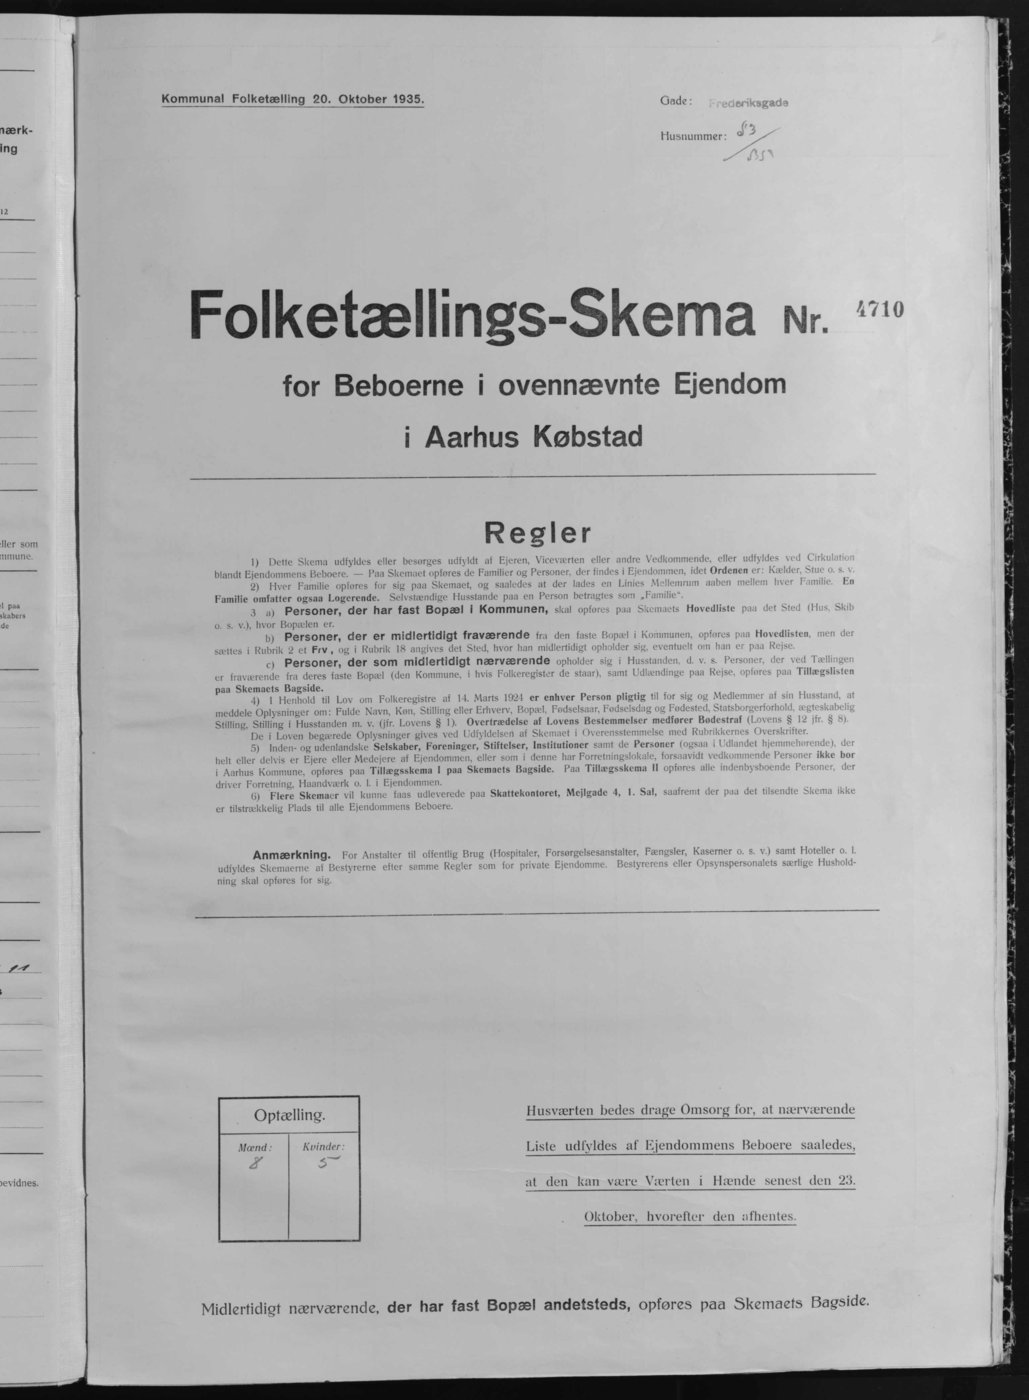 mærk-
ing
12
eller som
mmune.
el paa
skabers
de
bevidnes.
Kommunal Folketælling 20. Oktober 1935.
Gade: Frederiksgade
Husnummer: 83
Folketællings-Skema Nr. 4710
for Beboerne i ovennævnte Ejendom
i Aarhus Købstad
Regler
1) Dette Skema udfyldes eller besørges udfyldt af Ejeren, Viceværten eller andre Vedkommende, eller udfyldes ved Cirkulation
blandt Ejendommens Beboere. — Paa Skemaet opføres de Familier og Personer, der findes i Ejendommen, idet Ordenen er: Kælder, Stue o. s. v.
2) Hver Familie opføres for sig paa Skemaet, og saaledes at der lades en Linies Mellemrum aaben mellem hver Familie. En
Familie omfatter ogsaa Logerende. Selvstændige Husstande paa en Person betragtes som „Familie“.
3 a) Personer, der har fast Bopæl i Kommunen, skal opføres paa Skemaets Hovedliste paa det Sted (Hus, Skib
o. s. v.), hvor Bopælen er.
b) Personer, der er midlertidigt fraværende fra den faste Bopæl i Kommunen, opføres paa Hovedlisten, men der
sættes i Rubrik 2 et Frv., og i Rubrik 18 angives det Sted, hvor han midlertidigt opholder sig, eventuelt om han er paa Rejse.
c) Personer, der som midlertidigt nærværende opholder sig i Husstanden, d. v. s. Personer, der ved Tællingen
er fraværende fra deres faste Bopæl (den Kommune, i hvis Folkeregister de staar), samt Udlændinge paa Rejse, opføres paa Tillægslisten
paa Skemaets Bagside.
4) I Henhold til Lov om Folkeregistre af 14. Marts 1924 er enhver Person pligtig til for sig og Medlemmer af sin Husstand, at
meddele Oplysninger om: Fulde Navn, Køn, Stilling eller Erhverv, Bopæl, Fødselsaar, Fødselsdag og Fødested, Statsborgerforhold, ægteskabelig
Stilling, Stilling i Husstanden m. v. (jfr. Lovens § 1). Overtrædelse af Lovens Bestemmelser medfører Bødestraf (Lovens § 12 jfr. § 8).
De i Loven begærede Oplysninger gives ved Udfyldelsen af Skemaet i Overensstemmelse med Rubrikkernes Overskrifter.
5) Inden- og udenlandske Selskaber, Foreninger, Stiftelser, Institutioner samt de Personer (ogsaa i Udlandet hjemmehørende), der
helt eller delvis er Ejere eller Medejere af Ejendommen, eller som i denne har Forretningslokale, forsaavidt vedkommende Personer ikke bor
i Aarhus Kommune, opføres paa Tillægsskema I paa Skemaets Bagside. Paa Tillægsskema II opføres alle indenbysboende Personer, der
driver Forretning, Haandværk o. l. i Ejendommen.
6) Flere Skemaer vil kunne faas udleverede paa Skattekontoret, Mejlgade 4, 1. Sal, saafremt der paa det tilsendte Skema ikke
er tilstrækkelig Plads til alle Ejendommens Beboere.
Anmærkning. For Anstalter til offentlig Brug (Hospitaler, Forsørgelsesanstalter, Fængsler, Kaserner o. s. v.) samt Hoteller o. l.
udfyldes Skemaerne af Bestyrerne efter samme Regler som for private Ejendomme. Bestyrerens eller Opsynspersonalets særlige Hushold-
ning skal opføres for sig.
Optælling.
Mænd: Kvinder:
8 5
Husværten bedes drage Omsorg for, at nærværende
Liste udfyldes af Ejendommens Beboere saaledes,
at den kan være Værten i Hænde senest den 23.
Oktober, hvorefter den afhentes.
Midlertidigt nærværende, der har fast Bopæl andetsteds, opføres paa Skemaets Bagside.